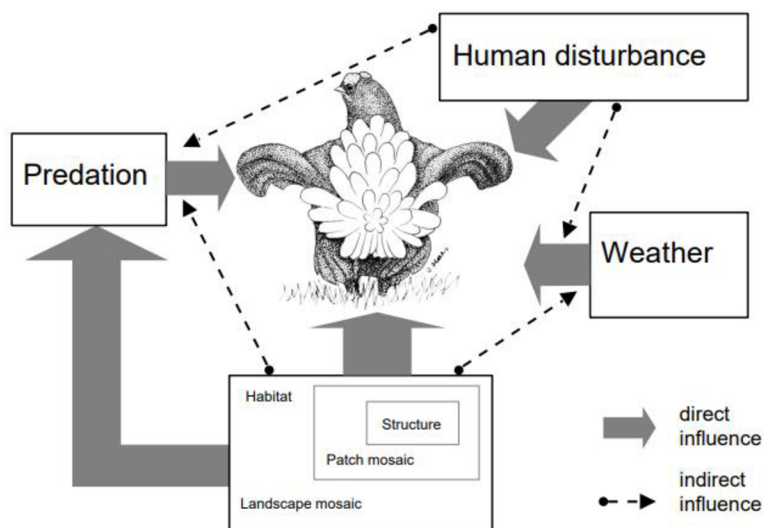 Human disturbance
Predation
Weather
Habitat
Structure
Patch mosaic
Landscape mosaic
direct
influence
indirect
influence